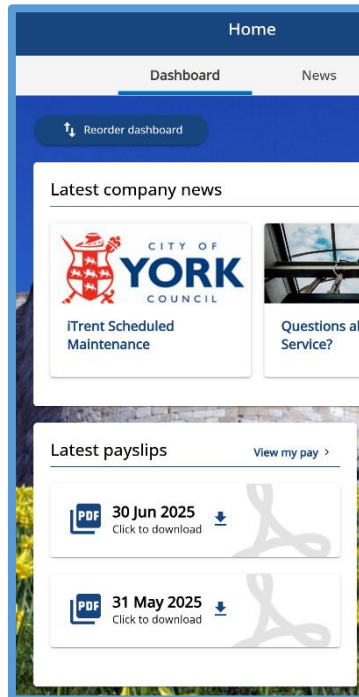 Home
Dashboard News
Reorder dashboard
Latest company news
CITY OF
YORK
COUNCIL
iTrent Scheduled
Maintenance
Questions a
Service?
Latest payslips View my pay
PDF 30 Jun 2025
Click to download
PDF 31 May 2025
Click to download